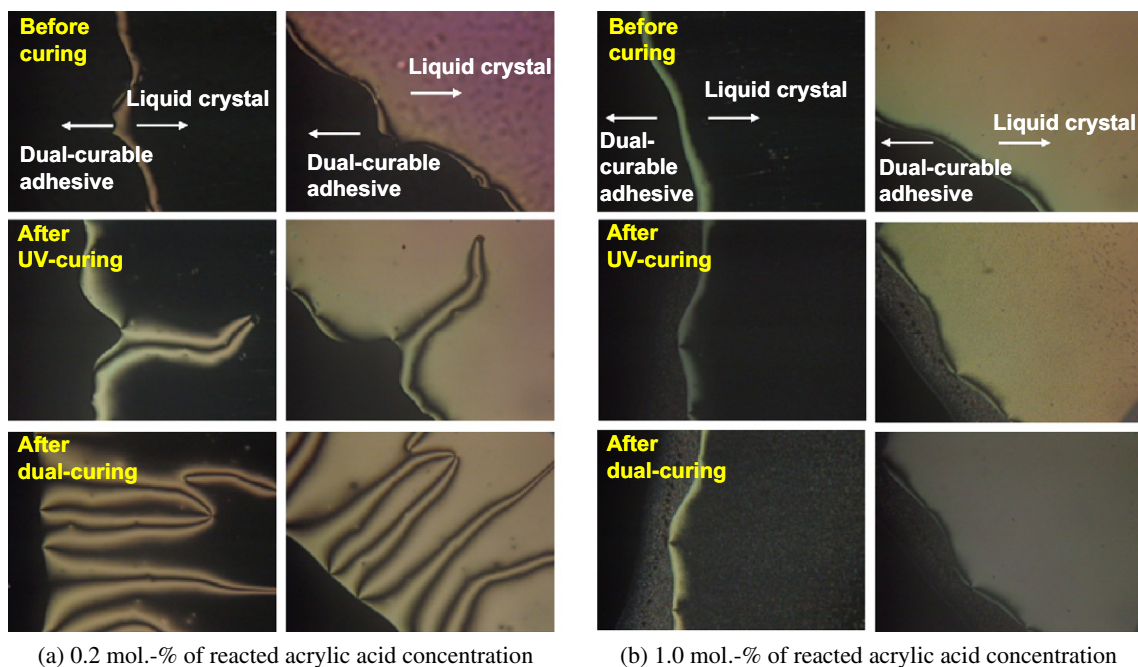 Before
curing
Liquid crystal
Dual-curable
adhesive
Liquid crystal
Dual-curable
adhesive
After
UV-curing
After
dual-curing
(a) 0.2 mol.-% of reacted acrylic acid concentration
Before
curing
Liquid crystal
Dual-
curable
adhesive
Liquid crystal
Dual-curable
adhesive
After
UV-curing
After
dual-curing
(b) 1.0 mol.-% of reacted acrylic acid concentration